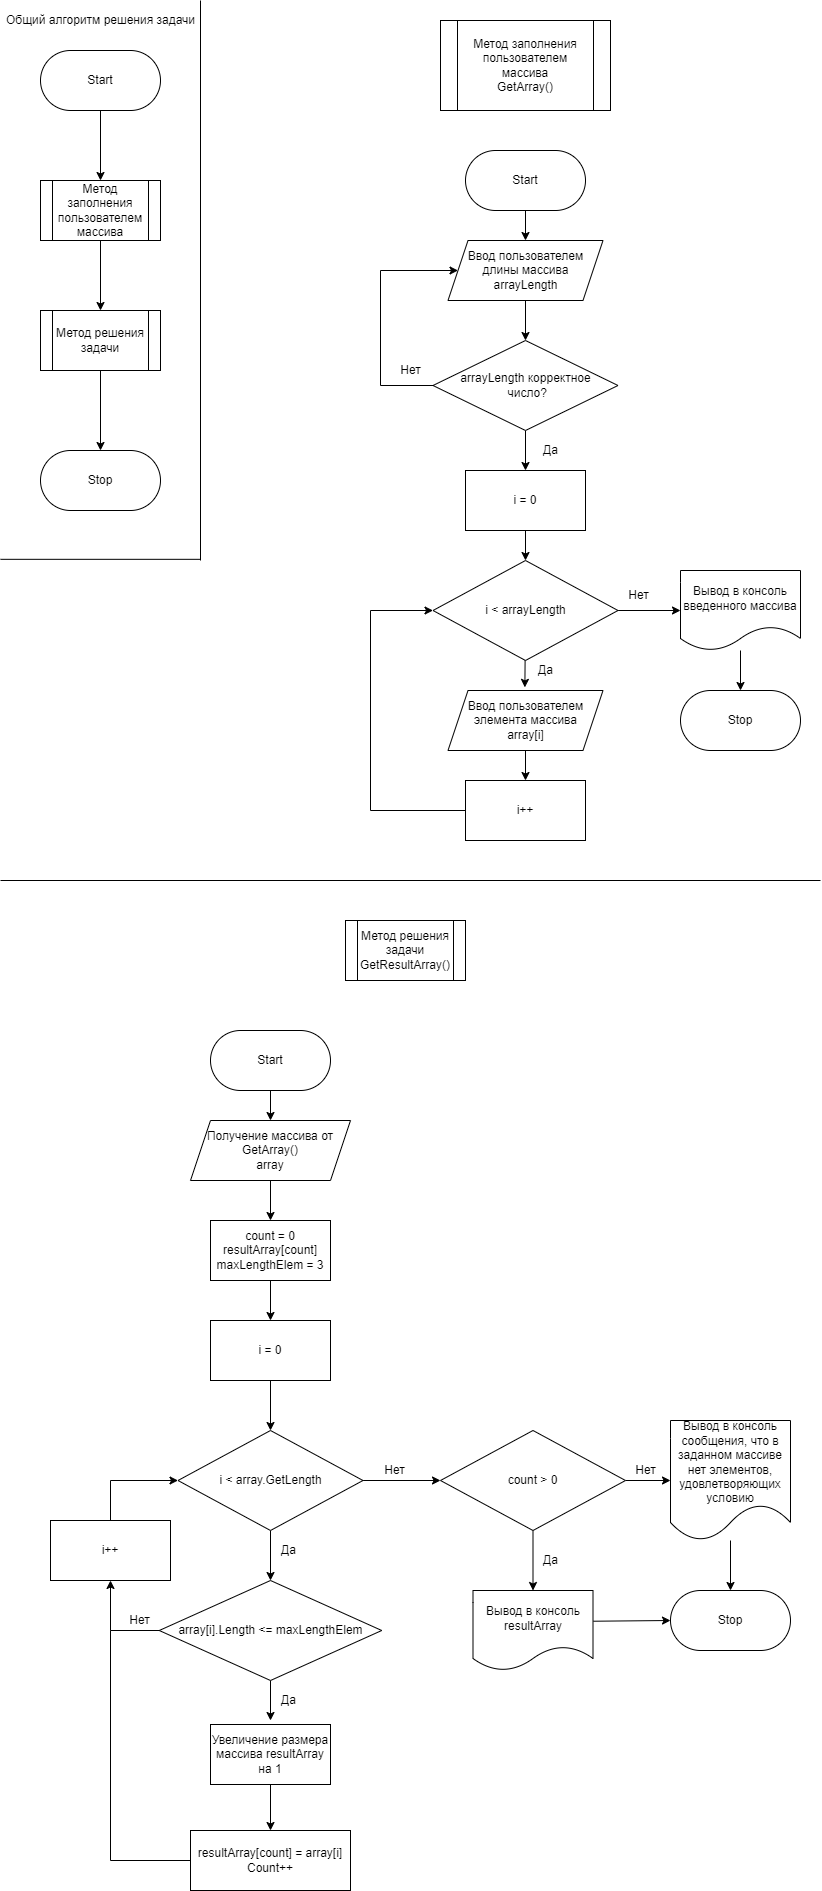 Общий алгоритм решения задачи
Start
Метод
заполнения
пользователем
массива
Метод решения
задачи
Stop
Метод заполнения
пользователем
массива
GetArray()
Start
Ввод пользователем
длины массива
arrayLength
Нет
arrayLength корректное
число?
Да
i = 0
i < arrayLength
Нет
Вывод в консоль
введенного массива
Да
Ввод пользователем
элемента массива
array[i]
Stop
i++
Метод решения
задачи
GetResultArray()
Start
Получение массива от
GetArray()
array
count = 0
resultArray[count]
maxLengthElem = 3
i = 0
i < array.GetLength
Нет
count > 0
Нет
Вывод в консоль
сообщения, что в
заданном массиве
нет элементов,
удовлетворяющих
условию
i++
Да
Да
Нет
array[i].Length <= maxLengthElem
Вывод в консоль
resultArray
Stop
Да
Увеличение размера
массива resultArray
на 1
resultArray[count] = array[i]
Count++